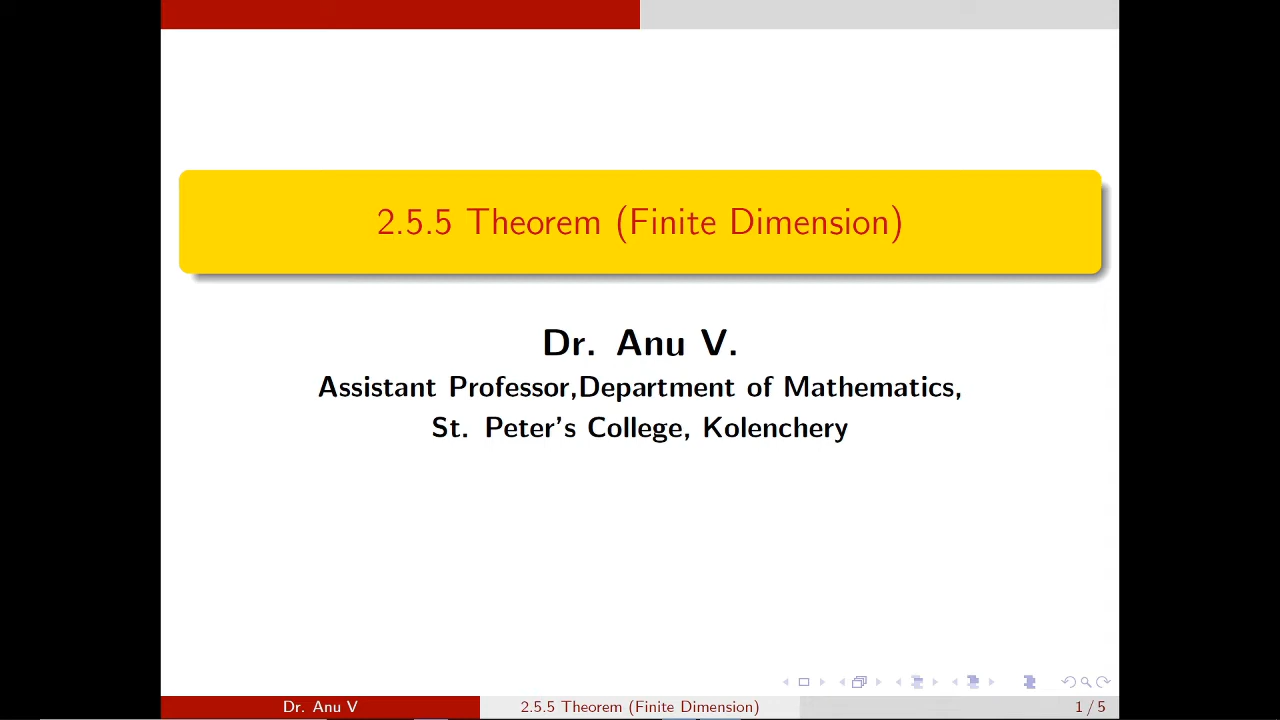 2.5.5 Theorem (Finite Dimension)
Dr. Anu V.
Assistant Professor,Department of Mathematics,
St. Peter's College, Kolenchery
Dr. Anu V
2.5.5 Theorem (Finite Dimension)
1 / 5